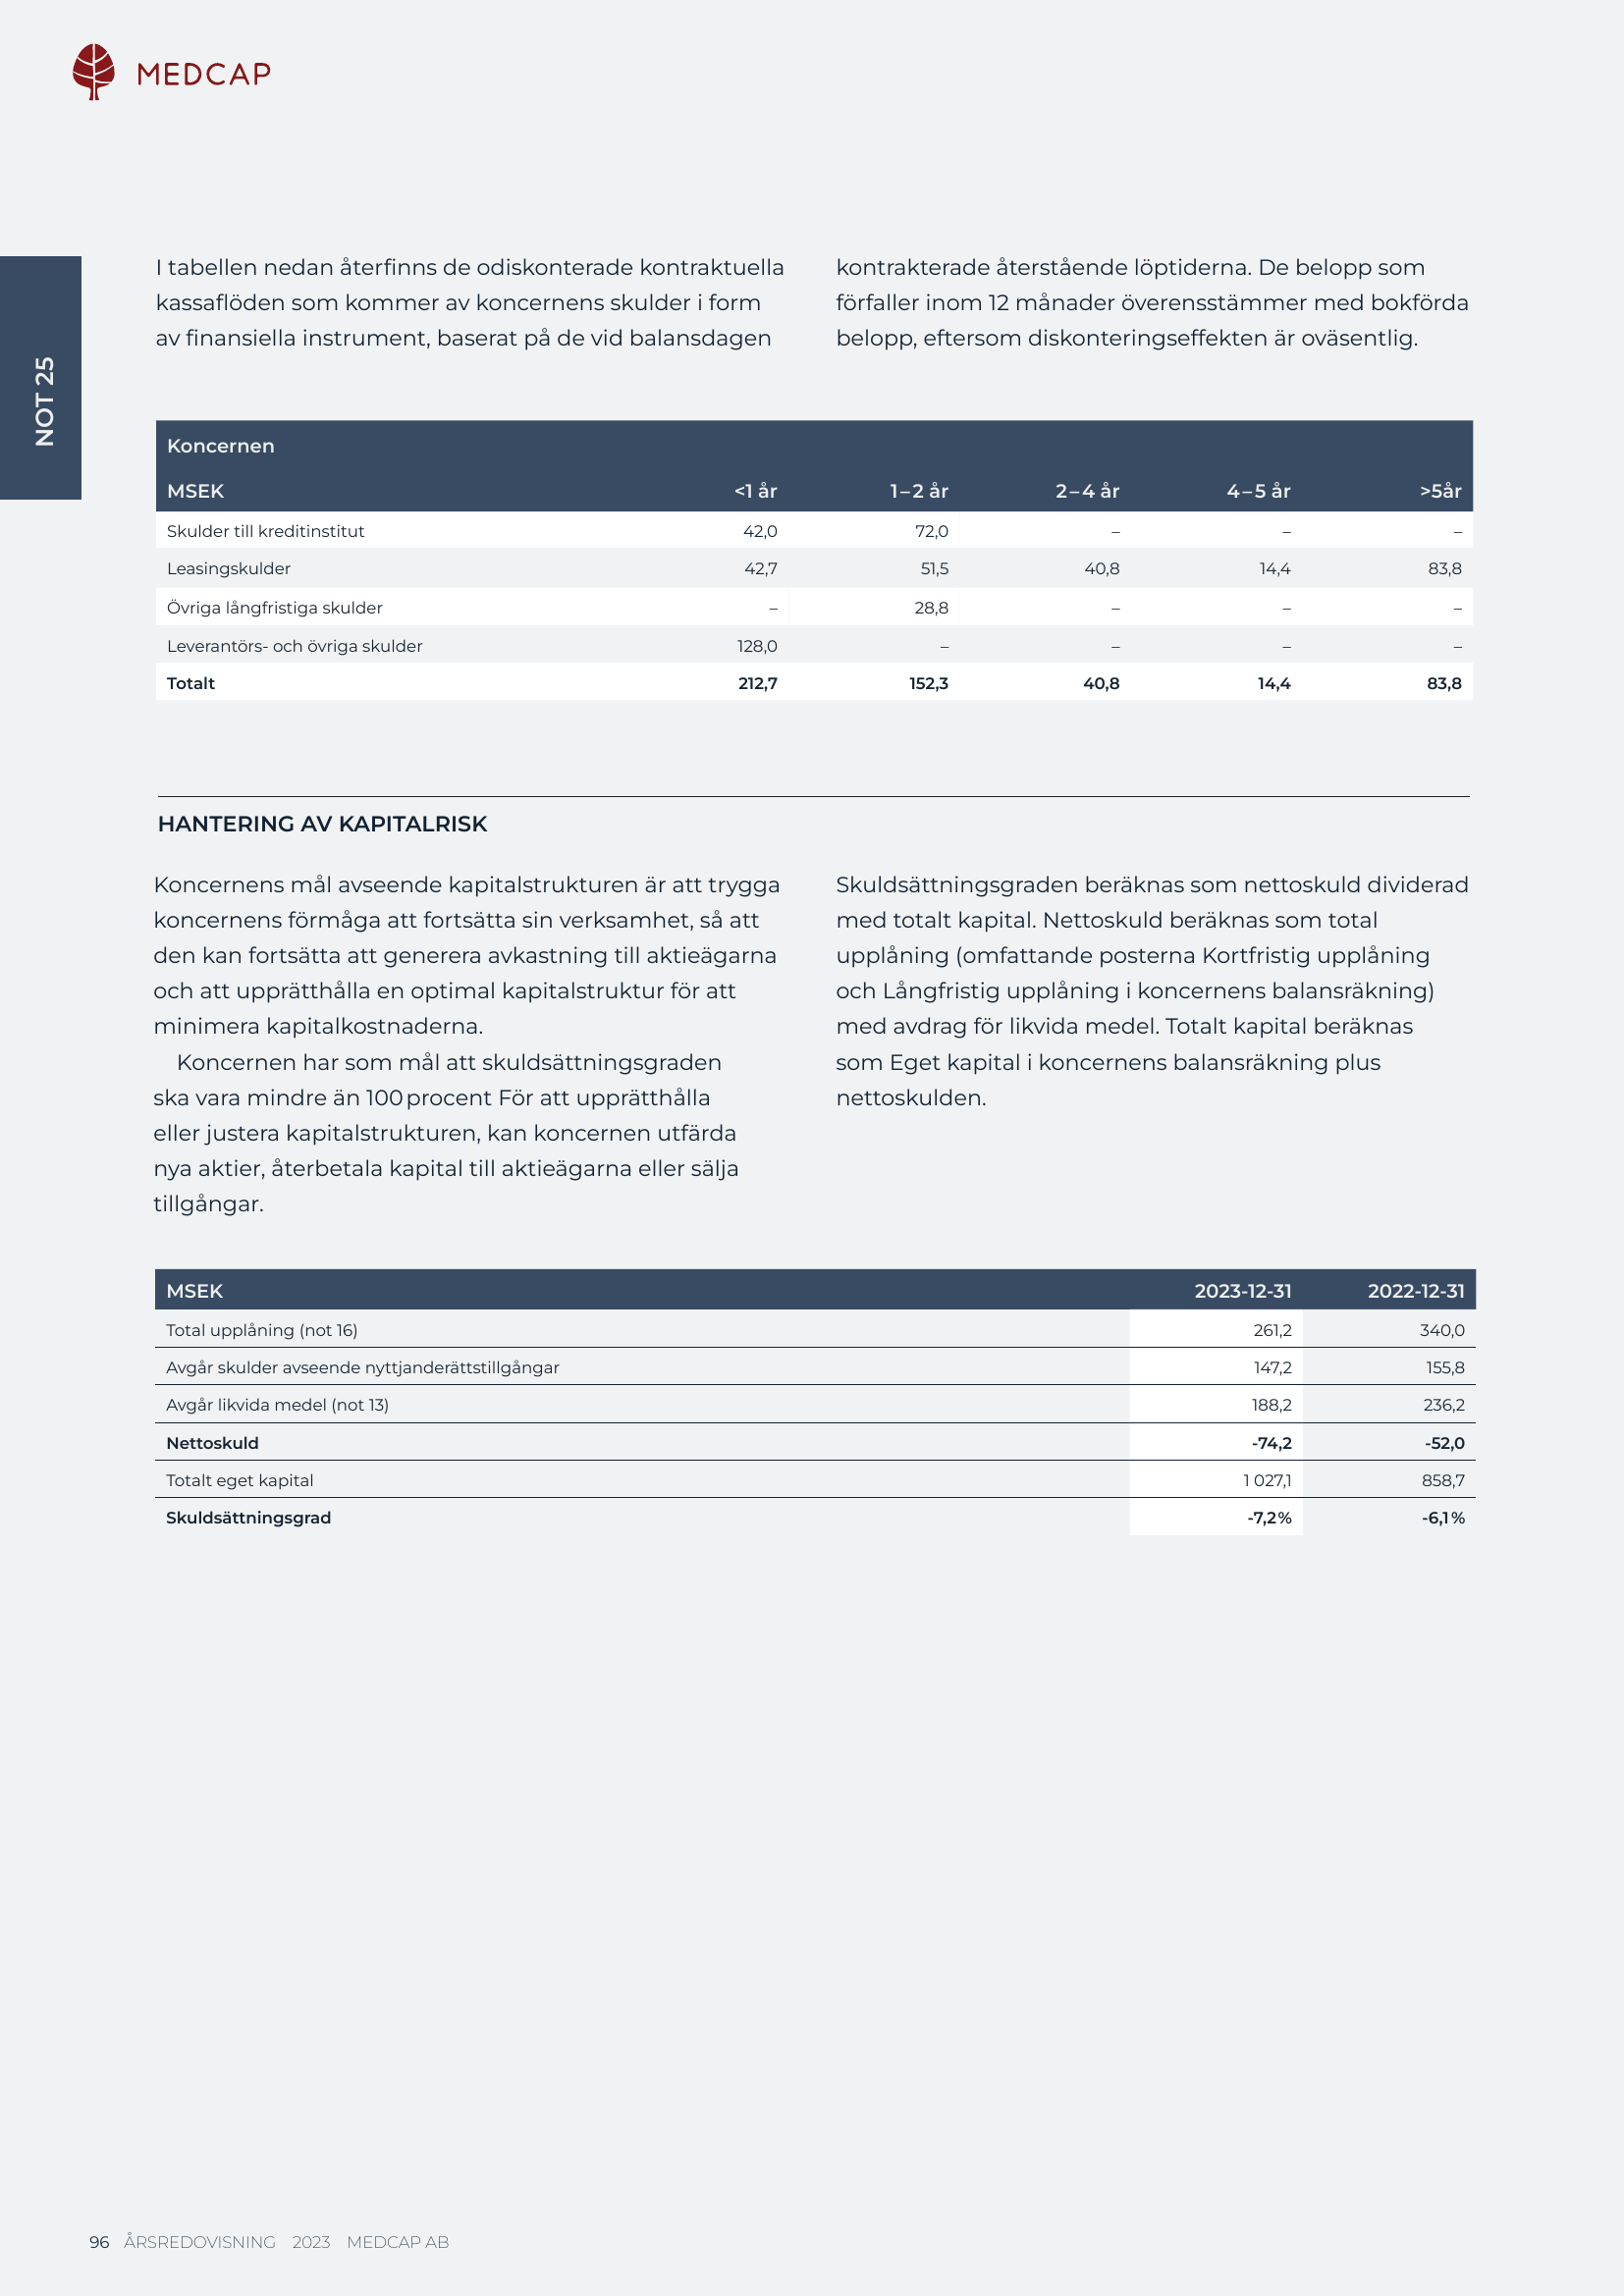 MEDCAP
NOT 25
I tabellen nedan återfinns de odiskonterade kontraktuella
kassaflöden som kommer av koncernens skulder i form
av finansiella instrument, baserat på de vid balansdagen
kontrakterade återstående löptiderna. De belopp som
förfaller inom 12 månader överensstämmer med bokförda
belopp, eftersom diskonteringseffekten är oväsentlig.
Koncernen
MSEK <1 år 1–2 år 2–4 år 4–5 år >5år
Skulder till kreditinstitut 42,0 72,0 – – –
Leasingskulder 42,7 51,5 40,8 14,4 83,8
Övriga långfristiga skulder – 28,8 – – –
Leverantörs- och övriga skulder 128,0 – – – –
Totalt 212,7 152,3 40,8 14,4 83,8
HANTERING AV KAPITALRISK
Koncernens mål avseende kapitalstrukturen är att trygga
koncernens förmåga att fortsätta sin verksamhet, så att
den kan fortsätta att generera avkastning till aktieägarna
och att upprätthålla en optimal kapitalstruktur för att
minimera kapitalkostnaderna.
Koncernen har som mål att skuldsättningsgraden
ska vara mindre än 100 procent För att upprätthålla
eller justera kapitalstrukturen, kan koncernen utfärda
nya aktier, återbetala kapital till aktieägarna eller sälja
tillgångar.
Skuldsättningsgraden beräknas som nettoskuld dividerad
med totalt kapital. Nettoskuld beräknas som total
upplåning (omfattande posterna Kortfristig upplåning
och Långfristig upplåning i koncernens balansräkning)
med avdrag för likvida medel. Totalt kapital beräknas
som Eget kapital i koncernens balansräkning plus
nettoskulden.
MSEK 2023-12-31 2022-12-31
Total upplåning (not 16) 261,2 340,0
Avgår skulder avseende nyttjanderättstillgångar 147,2 155,8
Avgår likvida medel (not 13) 188,2 236,2
Nettoskuld -74,2 -52,0
Totalt eget kapital 1 027,1 858,7
Skuldsättningsgrad -7,2% -6,1%
96 ÅRSREDOVISNING 2023 MEDCAP AB